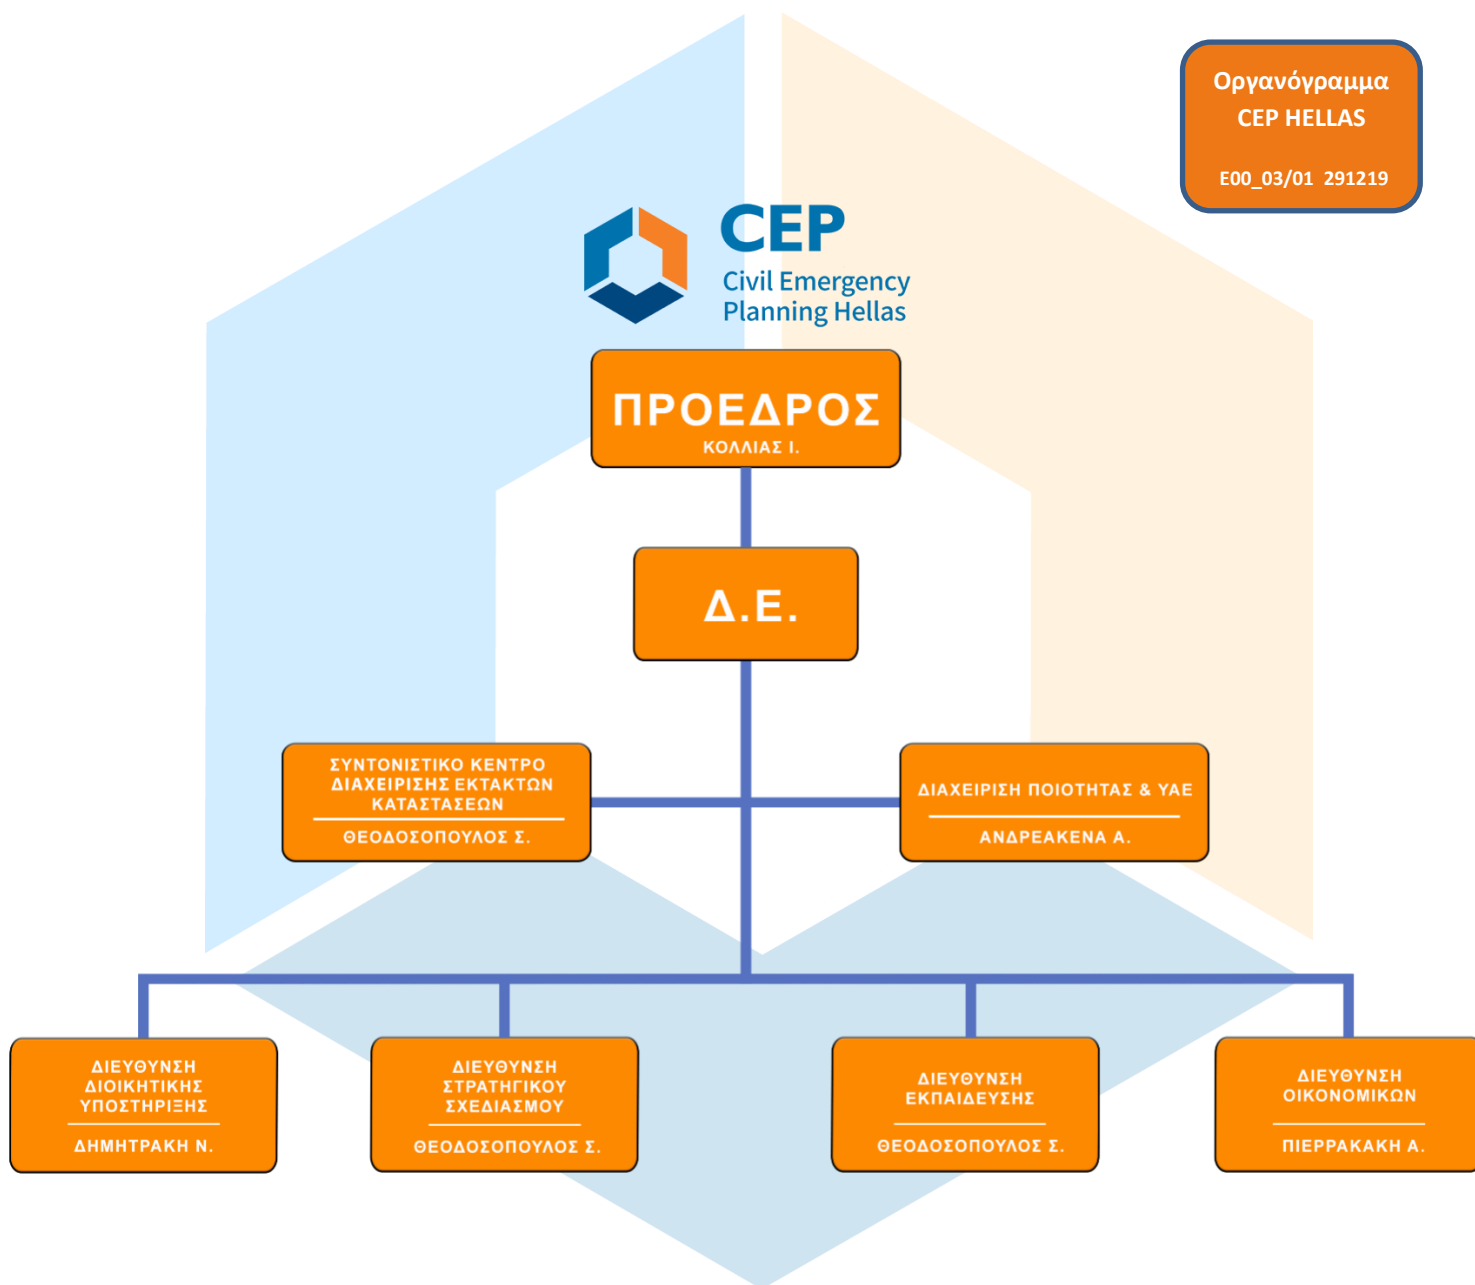 Οργανόγραμμα
CEP HELLAS
E00_03/01 291219
CEP
Civil Emergency
Planning Hellas
ΠΡΟΕΔΡΟΣ
ΚΟΛΛΙΑΣ Ι.
Δ.Ε.
ΣΥΝΤΟΝΙΣΤΙΚΟ ΚΕΝΤΡΟ
ΔΙΑΧΕΙΡΙΣΗΣ ΕΚΤΑΚΤΩΝ
ΚΑΤΑΣΤΑΣΕΩΝ
ΘΕΟΔΟΣΟΠΟΥΛΟΣ Σ.
ΔΙΑΧΕΙΡΙΣΗ ΠΟΙΟΤΗΤΑΣ & ΥΑΕ
ΑΝΔΡΕΑΚΕΝΑ Α.
ΔΙΕΥΘΥΝΣΗ
ΔΙΟΙΚΗΤΙΚΗΣ
ΥΠΟΣΤΗΡΙΞΗΣ
ΔΗΜΗΤΡΑΚΗ Ν.
ΔΙΕΥΘΥΝΣΗ
ΣΤΡΑΤΗΓΙΚΟΥ
ΣΧΕΔΙΑΣΜΟΥ
ΘΕΟΔΟΣΟΠΟΥΛΟΣ Σ.
ΔΙΕΥΘΥΝΣΗ
ΕΚΠΑΙΔΕΥΣΗΣ
ΘΕΟΔΟΣΟΠΟΥΛΟΣ Σ.
ΔΙΕΥΘΥΝΣΗ
ΟΙΚΟΝΟΜΙΚΩΝ
ΠΙΕΡΡΑΚΑΚΗ Α.